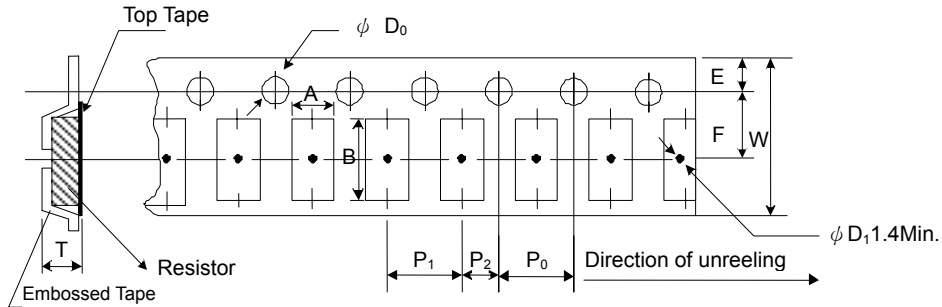 Top Tape
ψ D₀
E
A
F
W
B
ψ D₁1.4Min.
T
Resistor
P₁
P₂
P₀
Direction of unreeling
Embossed Tape